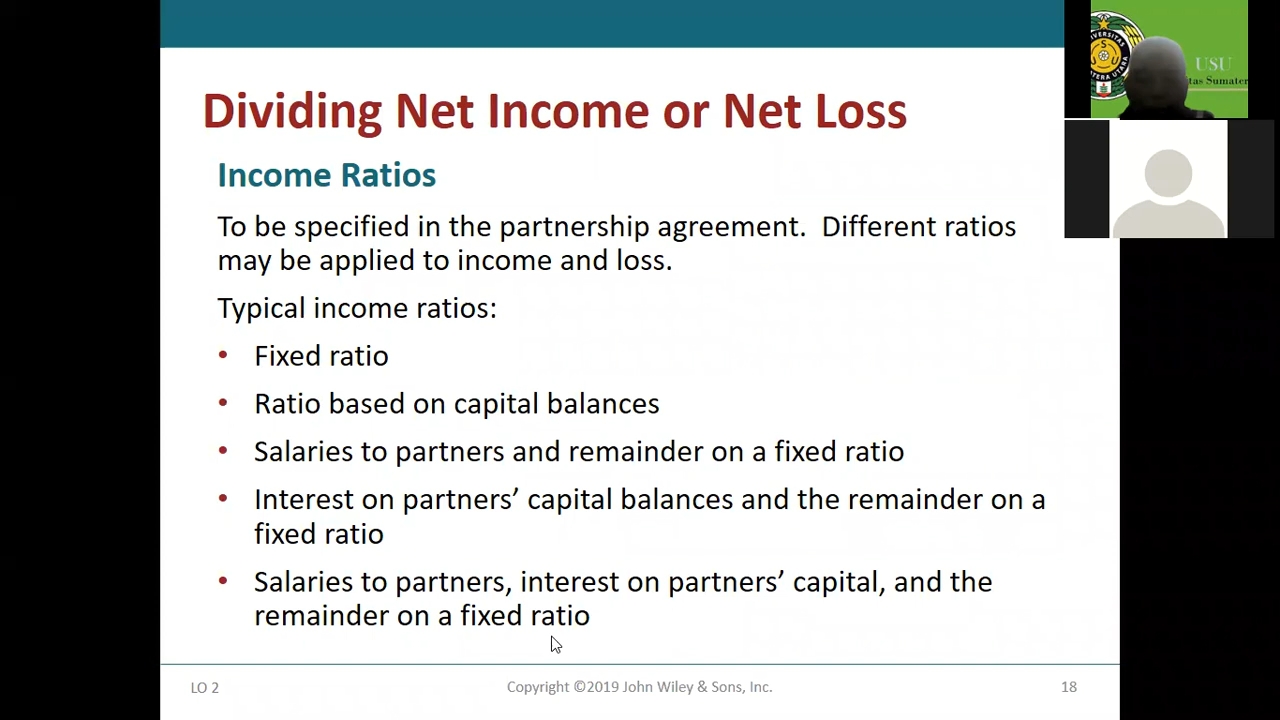 Dividing Net Income or Net Loss
Income Ratios
To be specified in the partnership agreement.  Different ratios
may be applied to income and loss.
Typical income ratios:
• Fixed ratio
• Ratio based on capital balances
• Salaries to partners and remainder on a fixed ratio
• Interest on partners’ capital balances and the remainder on a
fixed ratio
• Salaries to partners, interest on partners’ capital, and the
remainder on a fixed ratio
LO 2
Copyright ©2019 John Wiley & Sons, Inc.
18
USU